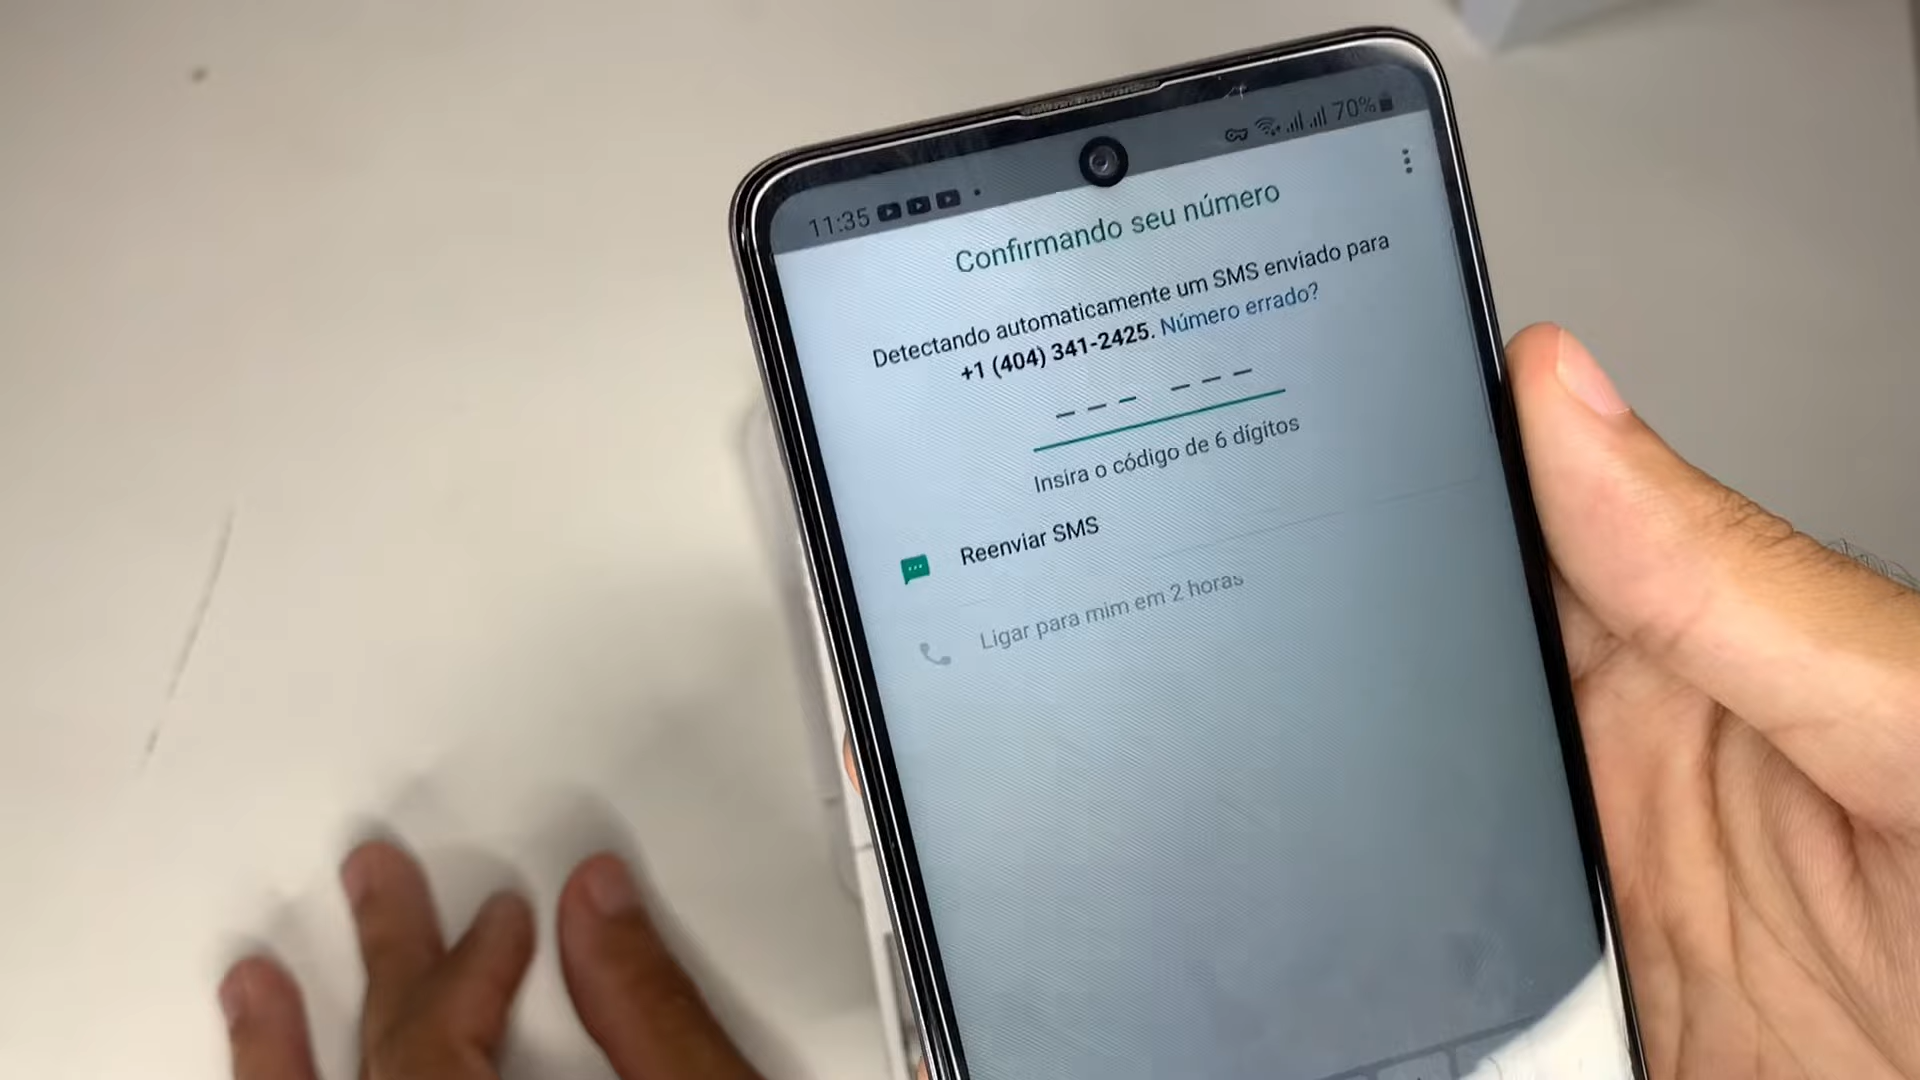 11:35
70%
Confirmando seu número
Detectando automaticamente um SMS enviado para
+1 (404) 341-2425. Número errado?
Insira o código de 6 dígitos
Reenviar SMS
Ligar para mim em 2 horas